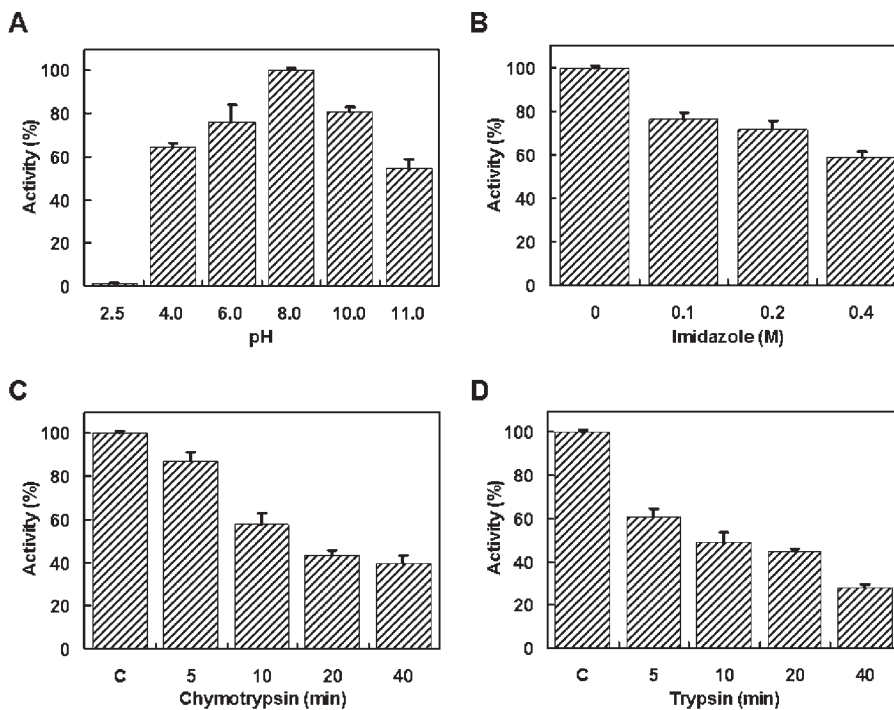 A
Activity (%)
100
80
60
40
20
0
2.5 4.0 6.0 8.0 10.0 11.0
pH
B
Activity (%)
100
80
60
40
20
0
0 0.1 0.2 0.4
Imidazole (M)
C
Activity (%)
100
80
60
40
20
0
C 5 10 20 40
Chymotrypsin (min)
D
Activity (%)
100
80
60
40
20
0
C 5 10 20 40
Trypsin (min)